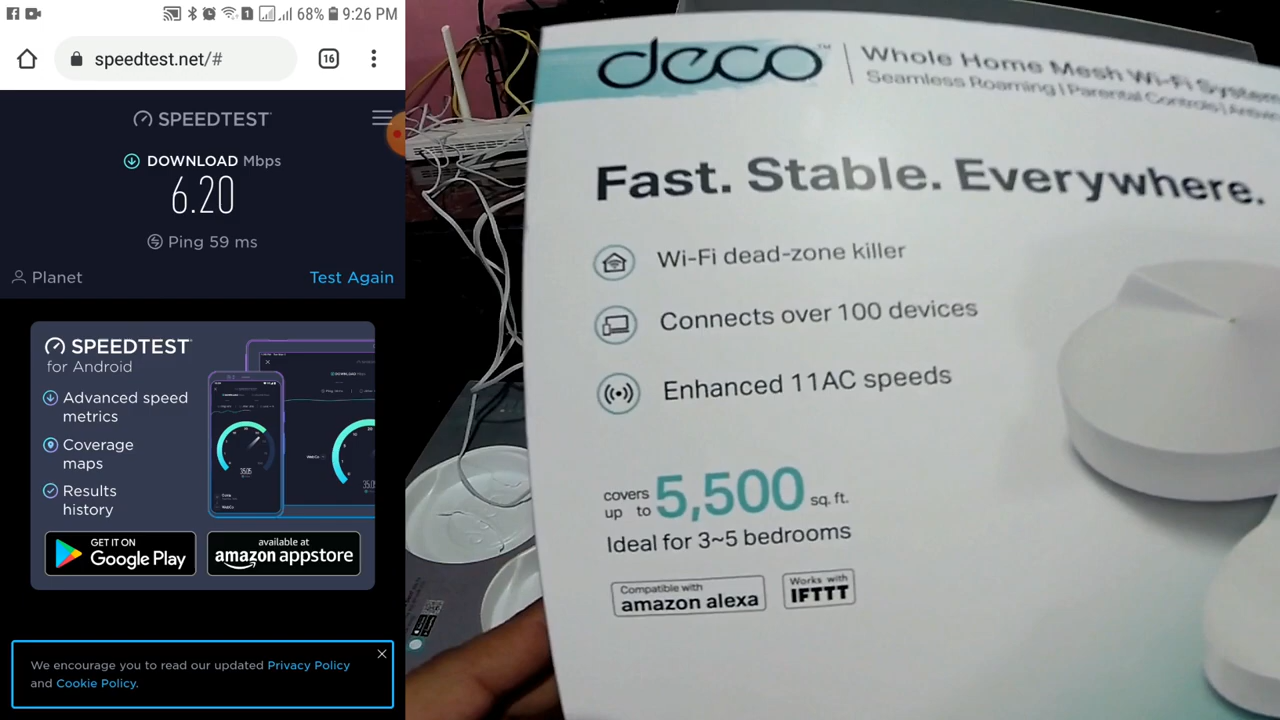 68% 9:26 PM
speedtest.net/#
16
SPEEDTEST
DOWNLOAD Mbps
6.20
Ping 59 ms
Planet
Test Again
SPEEDTEST
for Android
Advanced speed
metrics
Coverage
maps
Results
history
GET IT ON
Google Play
available at
amazon appstore
We encourage you to read our updated Privacy Policy
and Cookie Policy.
deco™
Whole Home Mesh Wi-Fi System
Seamless Roaming | Parental Controls |
Fast. Stable. Everywhere.
Wi-Fi dead-zone killer
Connects over 100 devices
Enhanced 11AC speeds
covers
up to
5,500 sq. ft.
Ideal for 3~5 bedrooms
Compatible with
amazon alexa
Works with
IFTTT